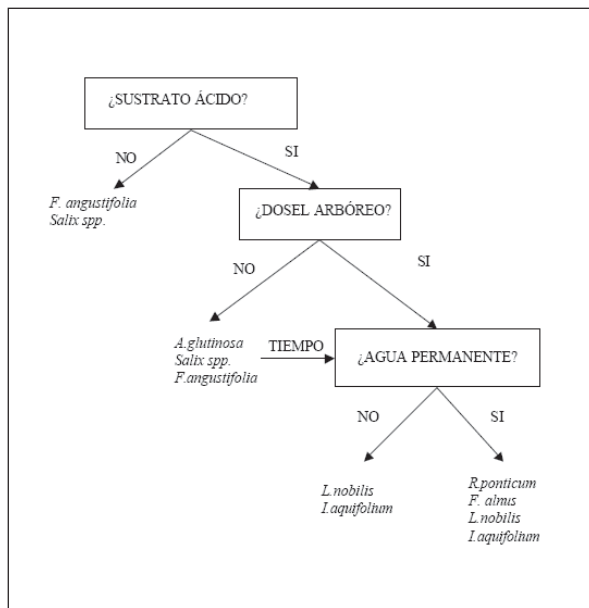 ¿SUSTRATO ÁCIDO?
NO
SI
F. angustifolia
Salix spp.
¿DOSEL ARBÓREO?
NO
SI
A.glutinosa
Salix spp.
F.angustifolia
TIEMPO
¿AGUA PERMANENTE?
NO
SI
L.nobilis
I.aquifolium
R.ponticum
F. alnus
L.nobilis
I.aquifolium